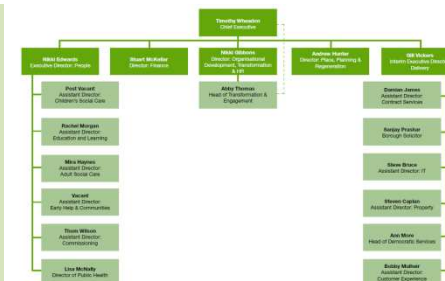 Timothy Wheadon
Chief Executive
Nikki Edwards
Executive Director: People
Stuart McKellar
Director: Finance
Nikki Gibbons
Director: Organisational
Development, Transformation
& HR
Andrew Hunter
Director: Place, Planning &
Regeneration
Gill Vickers
Interim Executive Director:
Delivery
Post Vacant
Assistant Director:
Children's Social Care
Rachel Morgan
Assistant Director:
Education and Learning
Mira Haynes
Assistant Director:
Adult Social Care
Vacant
Assistant Director:
Early Help & Communities
Thom Wilson
Assistant Director:
Commissioning
Lisa McNally
Director of Public Health
Abby Thomas
Head of Transformation &
Engagement
Damian James
Assistant Director:
Contract Services
Sanjay Prashar
Borough Solicitor
Steve Bruce
Assistant Director: IT
Steven Caplan
Assistant Director: Property
Ann Moore
Head of Democratic Services
Bobby Mulheir
Assistant Director:
Customer Experience